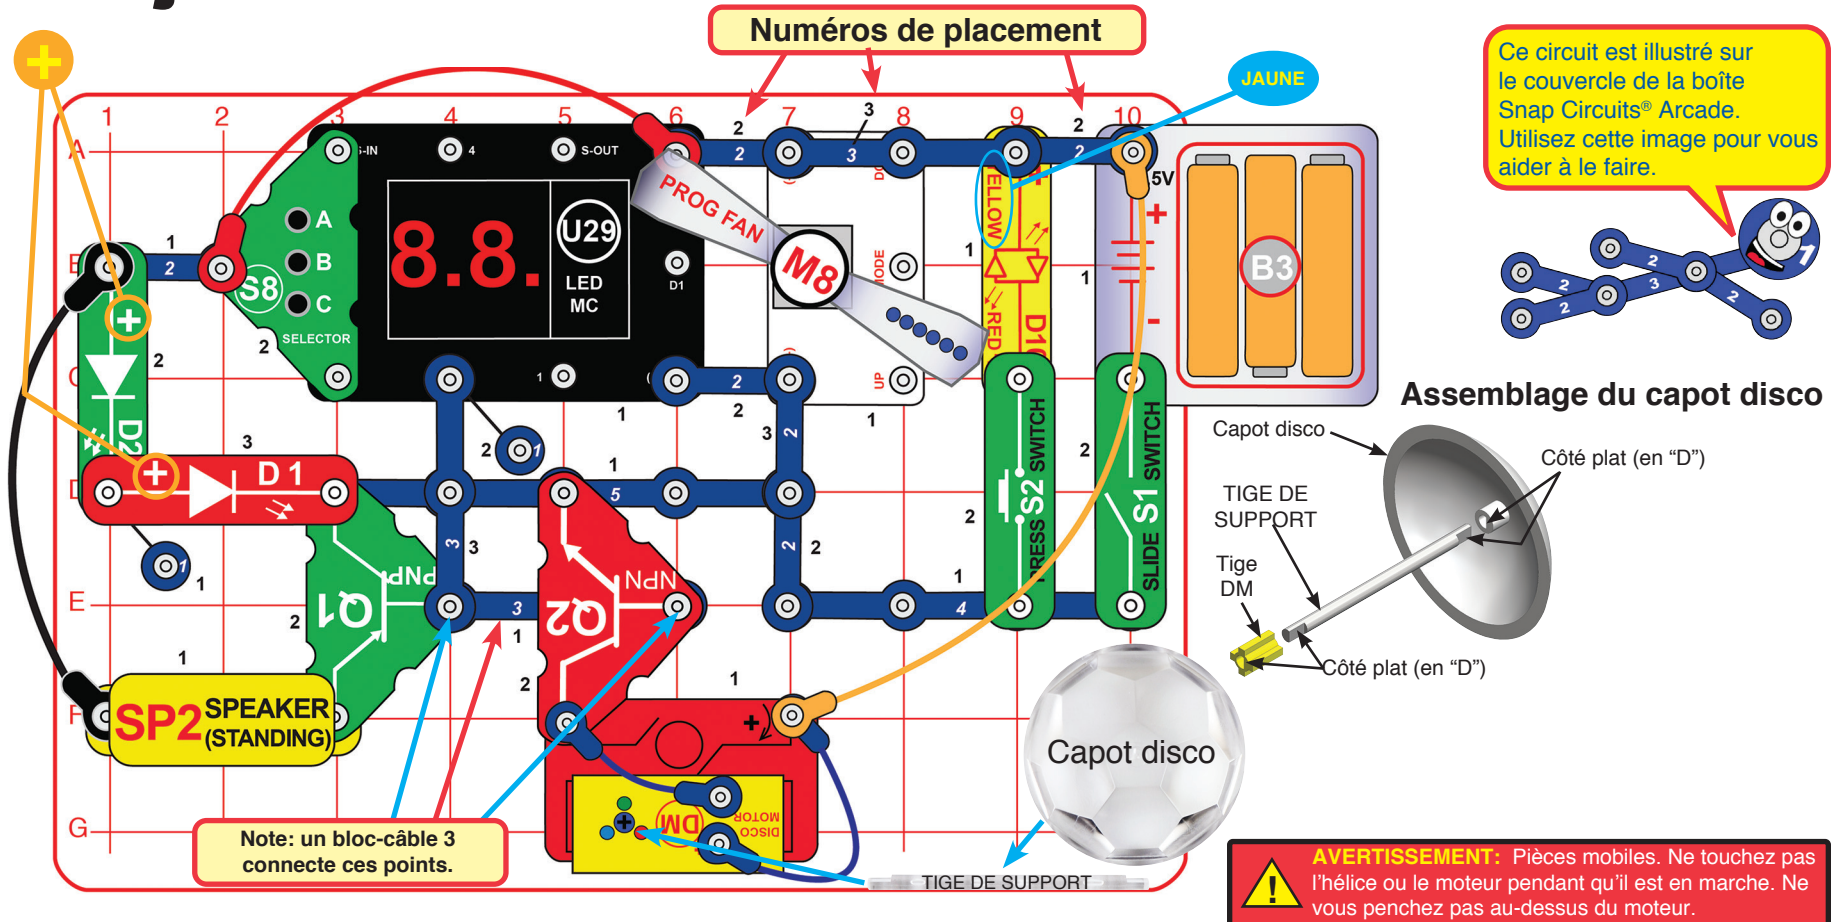 Numéros de placement
JAUNE
Ce circuit est illustré sur
le couvercle de la boîte
Snap Circuits® Arcade.
Utilisez cette image pour vous
aider à le faire.
1 2 3 4 5 6 7 8 9 10
A
B
C
D
E
F
G
4
S-OUT
S8
A
B
C
SELECTOR
8.8.
U29
LED
MC
D1
1
PROG FAN
M8
MODE
UP
YELLOW
RED
D10
5V
+
-
B3
D2
D1
Q1
PNP
Q2
NPN
PRESS SWITCH
S2
SLIDE SWITCH
S1
SP2 SPEAKER
(STANDING)
DISCO
MOTOR
DM
Note: un bloc-câble 3
connecte ces points.
TIGE DE SUPPORT
Capot disco
Assemblage du capot disco
Capot disco
Côté plat (en “D”)
TIGE DE
SUPPORT
Tige
DM
Côté plat (en “D”)
AVERTISSEMENT: Pièces mobiles. Ne touchez pas
l’hélice ou le moteur pendant qu’il est en marche. Ne
vous penchez pas au-dessus du moteur.